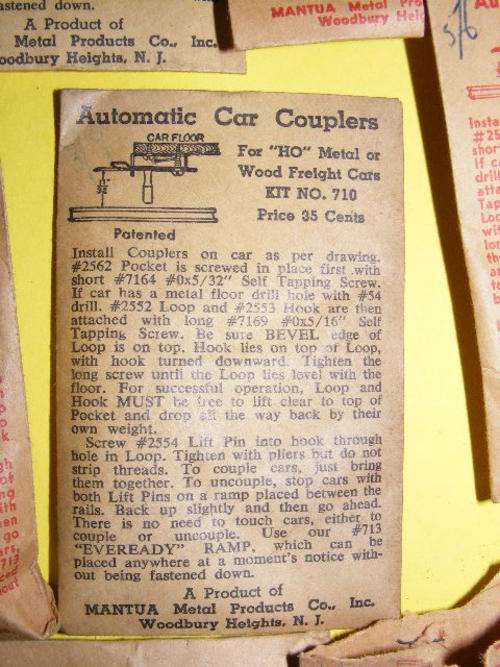 astened down.
A Product of
Metal Products Co., Inc.
oodbury Heights, N. J.
MANTUA Metal Pro
Woodbury Heig
Automatic Car Couplers
CAR FLOOR
For "HO" Metal or
Wood Freight Cars
KIT NO. 710
Price 35 Cents
Patented
Install Couplers on car as per drawing.
#2562 Pocket is screwed in place first with
short #7164 #0x5/32" Self Tapping Screw.
If car has a metal floor drill hole with #54
drill. #2552 Loop and #2553 Hook are then
attached with long #7169 #0x5/16" Self
Tapping Screw. Be sure BEVEL edge of
Loop is on top. Hook lies on top of Loop,
with hook turned downward. Tighten the
long screw until the Loop lies level with the
floor. For successful operation, Loop and
Hook MUST be free to lift clear to top of
Pocket and drop all the way back by their
own weight.
Screw #2554 Lift Pin into hook through
hole in Loop. Tighten with pliers but do not
strip threads. To couple cars, just bring
them together. To uncouple, stop cars with
both Lift Pins on a ramp placed between the
rails. Back up slightly and then go ahead.
There is no need to touch cars, either to
couple or uncouple. Use our #713
"EVEREADY" RAMP, which can be
placed anywhere at a moment's notice with-
out being fastened down.
A Product of
MANTUA Metal Products Co., Inc.
Woodbury Heights, N. J.